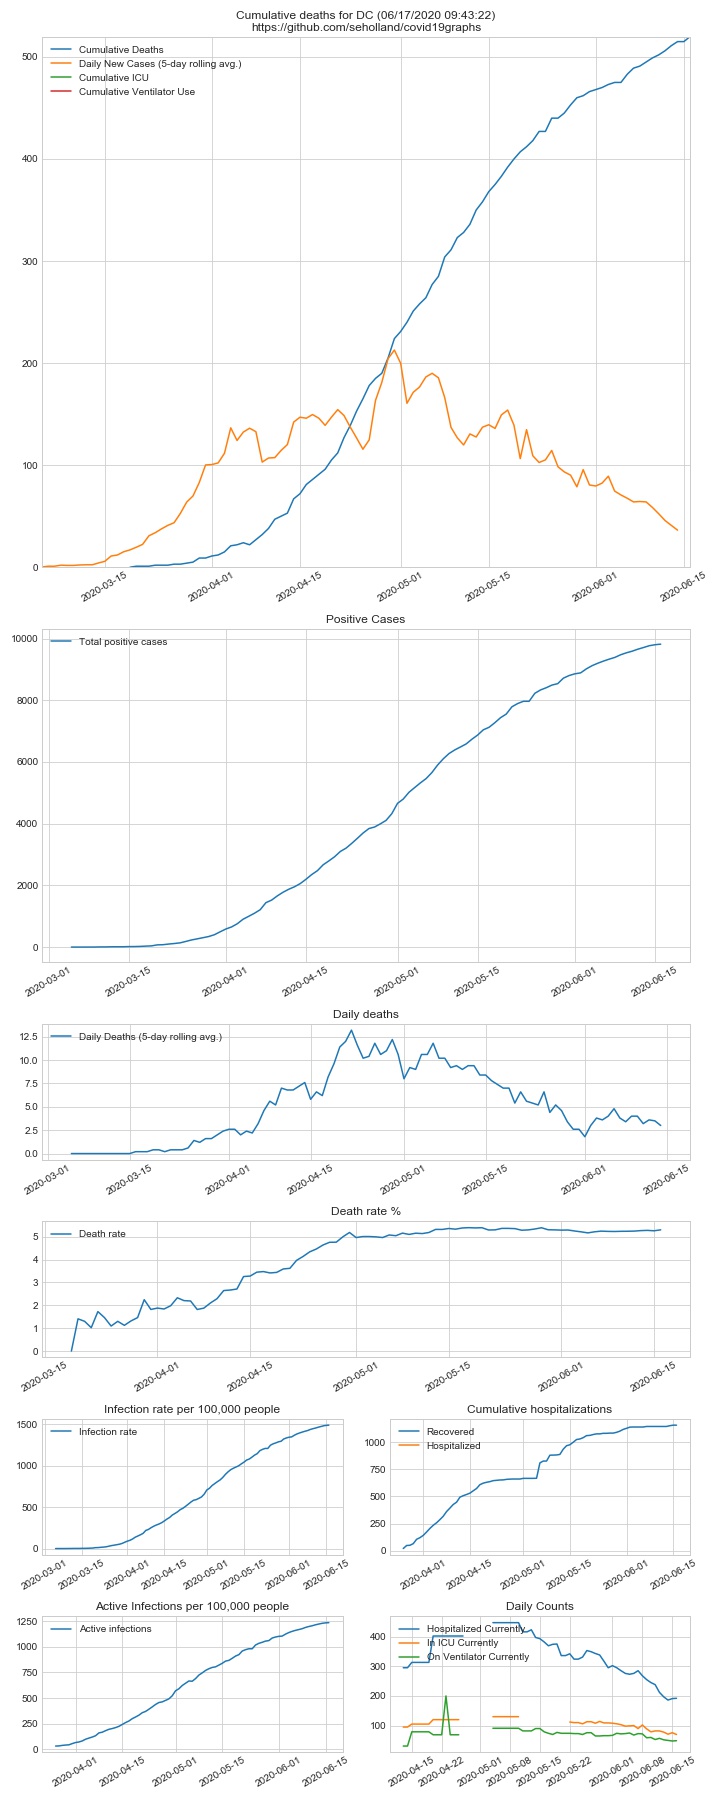 Cumulative deaths for DC (06/17/2020 09:43:22)
https://github.com/seholland/covid19graphs
Cumulative Deaths
Daily New Cases (5-day rolling avg.)
Cumulative ICU
Cumulative Ventilator Use
500
400
300
200
100
0
2020-03-15 2020-04-01 2020-04-15 2020-05-01 2020-05-15 2020-06-01 2020-06-15
Positive Cases
Total positive cases
10000
8000
6000
4000
2000
0
2020-03-01 2020-03-15 2020-04-01 2020-04-15 2020-05-01 2020-05-15 2020-06-01 2020-06-15
Daily deaths
Daily Deaths (5-day rolling avg.)
12.5
10.0
7.5
5.0
2.5
0.0
2020-03-01 2020-03-15 2020-04-01 2020-04-15 2020-05-01 2020-05-15 2020-06-01 2020-06-15
Death rate %
Death rate
5
4
3
2
1
0
2020-03-15 2020-04-01 2020-04-15 2020-05-01 2020-05-15 2020-06-01 2020-06-15
Infection rate per 100,000 people
Infection rate
1500
1000
500
0
2020-03-01 2020-03-15 2020-04-01 2020-04-15 2020-05-01 2020-05-15 2020-06-01 2020-06-15
Cumulative hospitalizations
Recovered
Hospitalized
1000
750
500
250
0
2020-04-01 2020-04-15 2020-05-01 2020-05-15 2020-06-01 2020-06-15
Active Infections per 100,000 people
Active infections
1250
1000
750
500
250
0
2020-04-01 2020-04-15 2020-05-01 2020-05-15 2020-06-01 2020-06-15
Daily Counts
Hospitalized Currently
In ICU Currently
On Ventilator Currently
400
300
200
100
2020-04-15 2020-04-22 2020-05-01 2020-05-08 2020-05-15 2020-05-22 2020-06-01 2020-06-08 2020-06-15